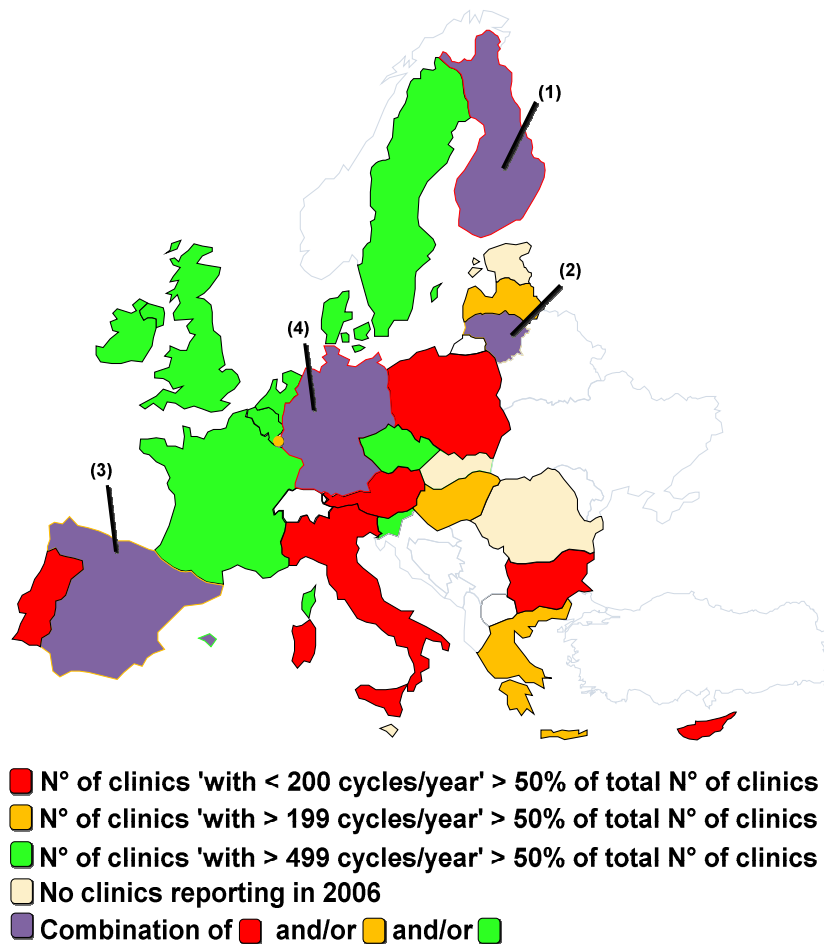 (1)
(2)
(4)
(3)
N° of clinics 'with < 200 cycles/year' > 50% of total N° of clinics
N° of clinics 'with > 199 cycles/year' > 50% of total N° of clinics
N° of clinics 'with > 499 cycles/year' > 50% of total N° of clinics
No clinics reporting in 2006
Combination of and/or and/or